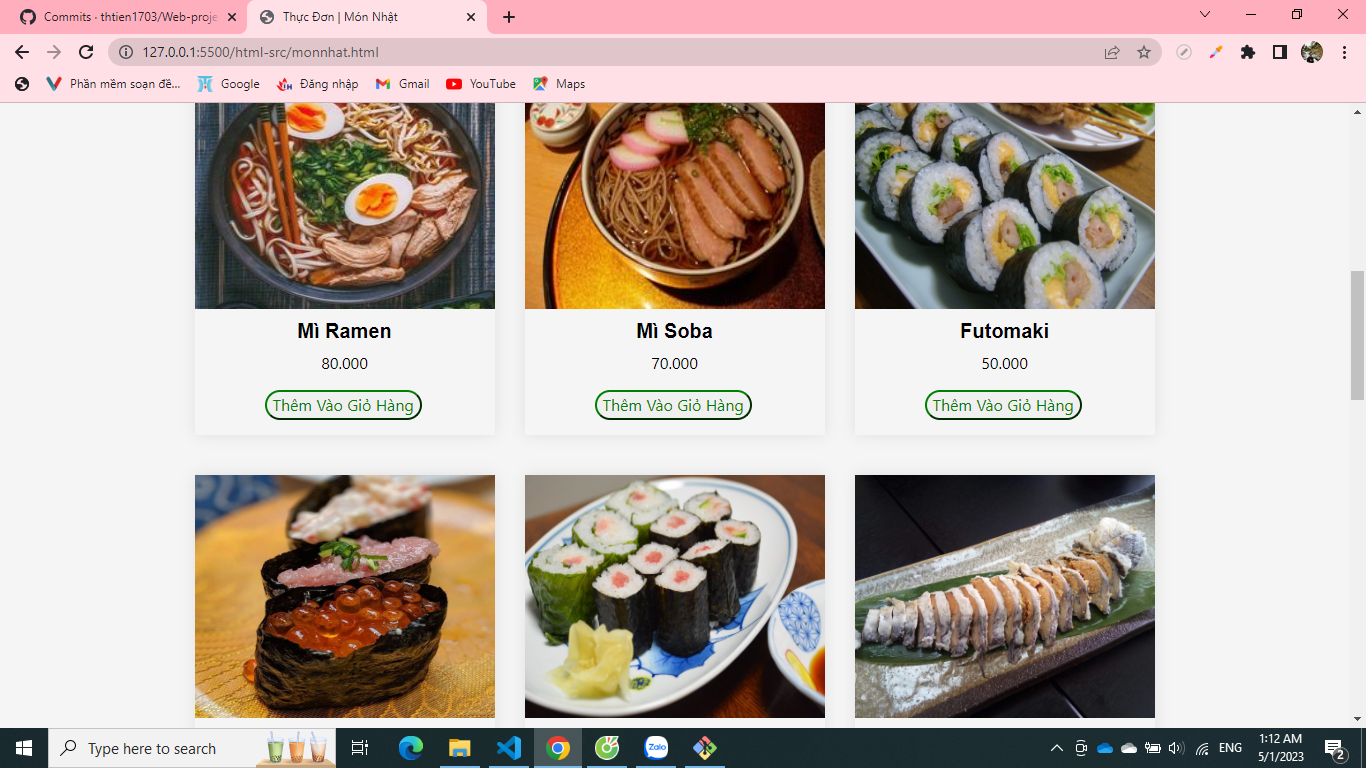 Commits · thtien1703/Web-proje
Thực Đơn | Món Nhật
127.0.0.1:5500/html-src/monnhat.html
Phần mềm soạn đề...
Google
Đăng nhập
Gmail
YouTube
Maps
Mì Ramen
80.000
Thêm Vào Giỏ Hàng
Mì Soba
70.000
Thêm Vào Giỏ Hàng
Futomaki
50.000
Thêm Vào Giỏ Hàng
Type here to search
Zalo
ENG
1:12 AM
5/1/2023
2